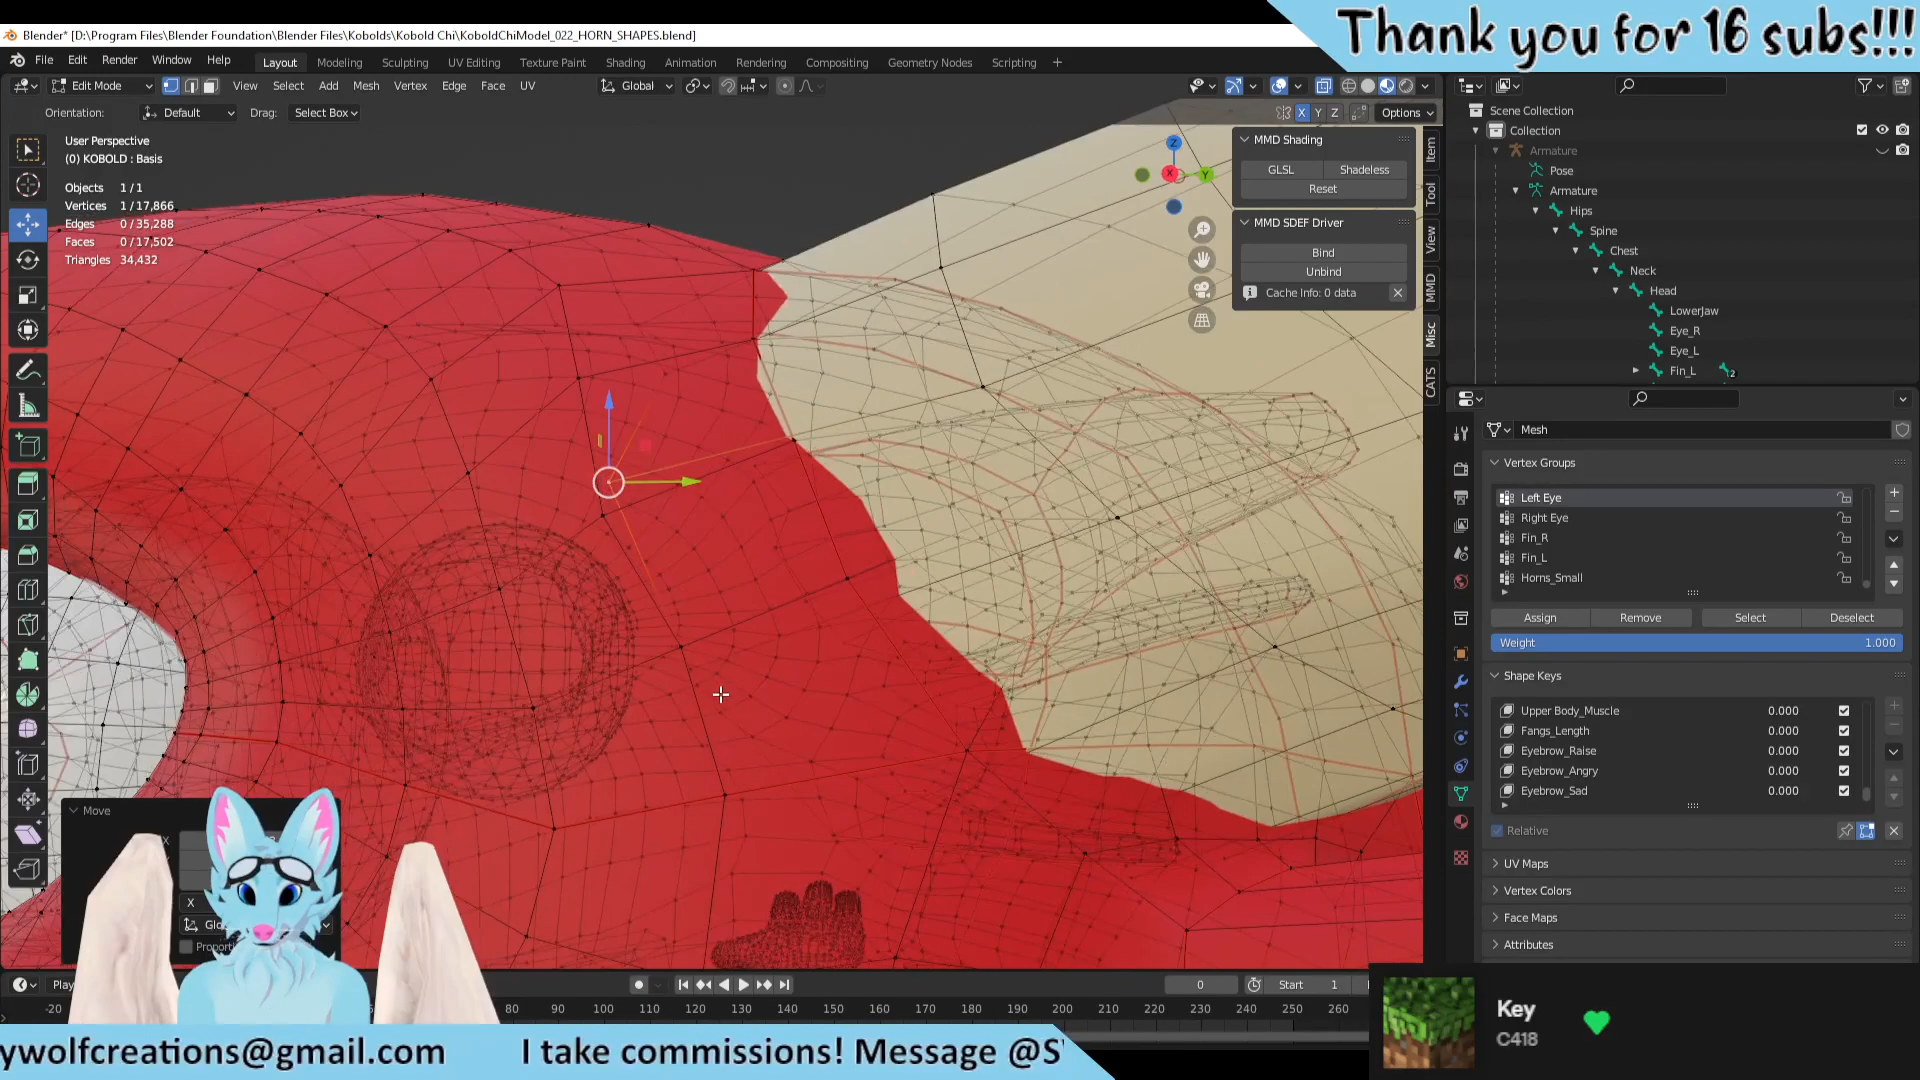 Thank you for 16 subs!!!
Blender* [D:\Program Files\Blender Foundation\Blender Files\Kobolds\Kobold Chi\KoboldChiModel_022_HORN_SHAPES.blend]
File Edit Render Window Help Layout Modeling Sculpting UV Editing Texture Paint Shading Animation Rendering Compositing Geometry Nodes Scripting +
Edit Mode View Select Add Mesh Vertex Edge Face UV Global
Orientation: Default Drag: Select Box X Y Z Options
User Perspective
(0) KOBOLD : Basis
Objects 1 / 1
Vertices 1 / 17,866
Edges 0 / 35,288
Faces 0 / 17,502
Triangles 34,432
Z
X
Y
MMD Shading
GLSL Shadeless
Reset
MMD SDEF Driver
Bind
Unbind
Cache Info: 0 data
Item
Tool
View
MMD
Misc
CATS
Scene Collection
Collection
Armature
Pose
Armature
Hips
Spine
Chest
Neck
Head
LowerJaw
Eye_R
Eye_L
Fin_L 2
Mesh
Vertex Groups
Left Eye
Right Eye
Fin_R
Fin_L
Horns_Small
Assign Remove Select Deselect
Weight 1.000
Shape Keys
Upper Body_Muscle 0.000
Fangs_Length 0.000
Eyebrow_Raise 0.000
Eyebrow_Angry 0.000
Eyebrow_Sad 0.000
Relative
UV Maps
Vertex Colors
Face Maps
Attributes
Move
X
X
0 Start 1
-20 80 90 100 110 120 130 140 150 160 170 180 190 200 210 220 230 240 250 260
Key
C418
ywolfcreations@gmail.com I take commissions! Message